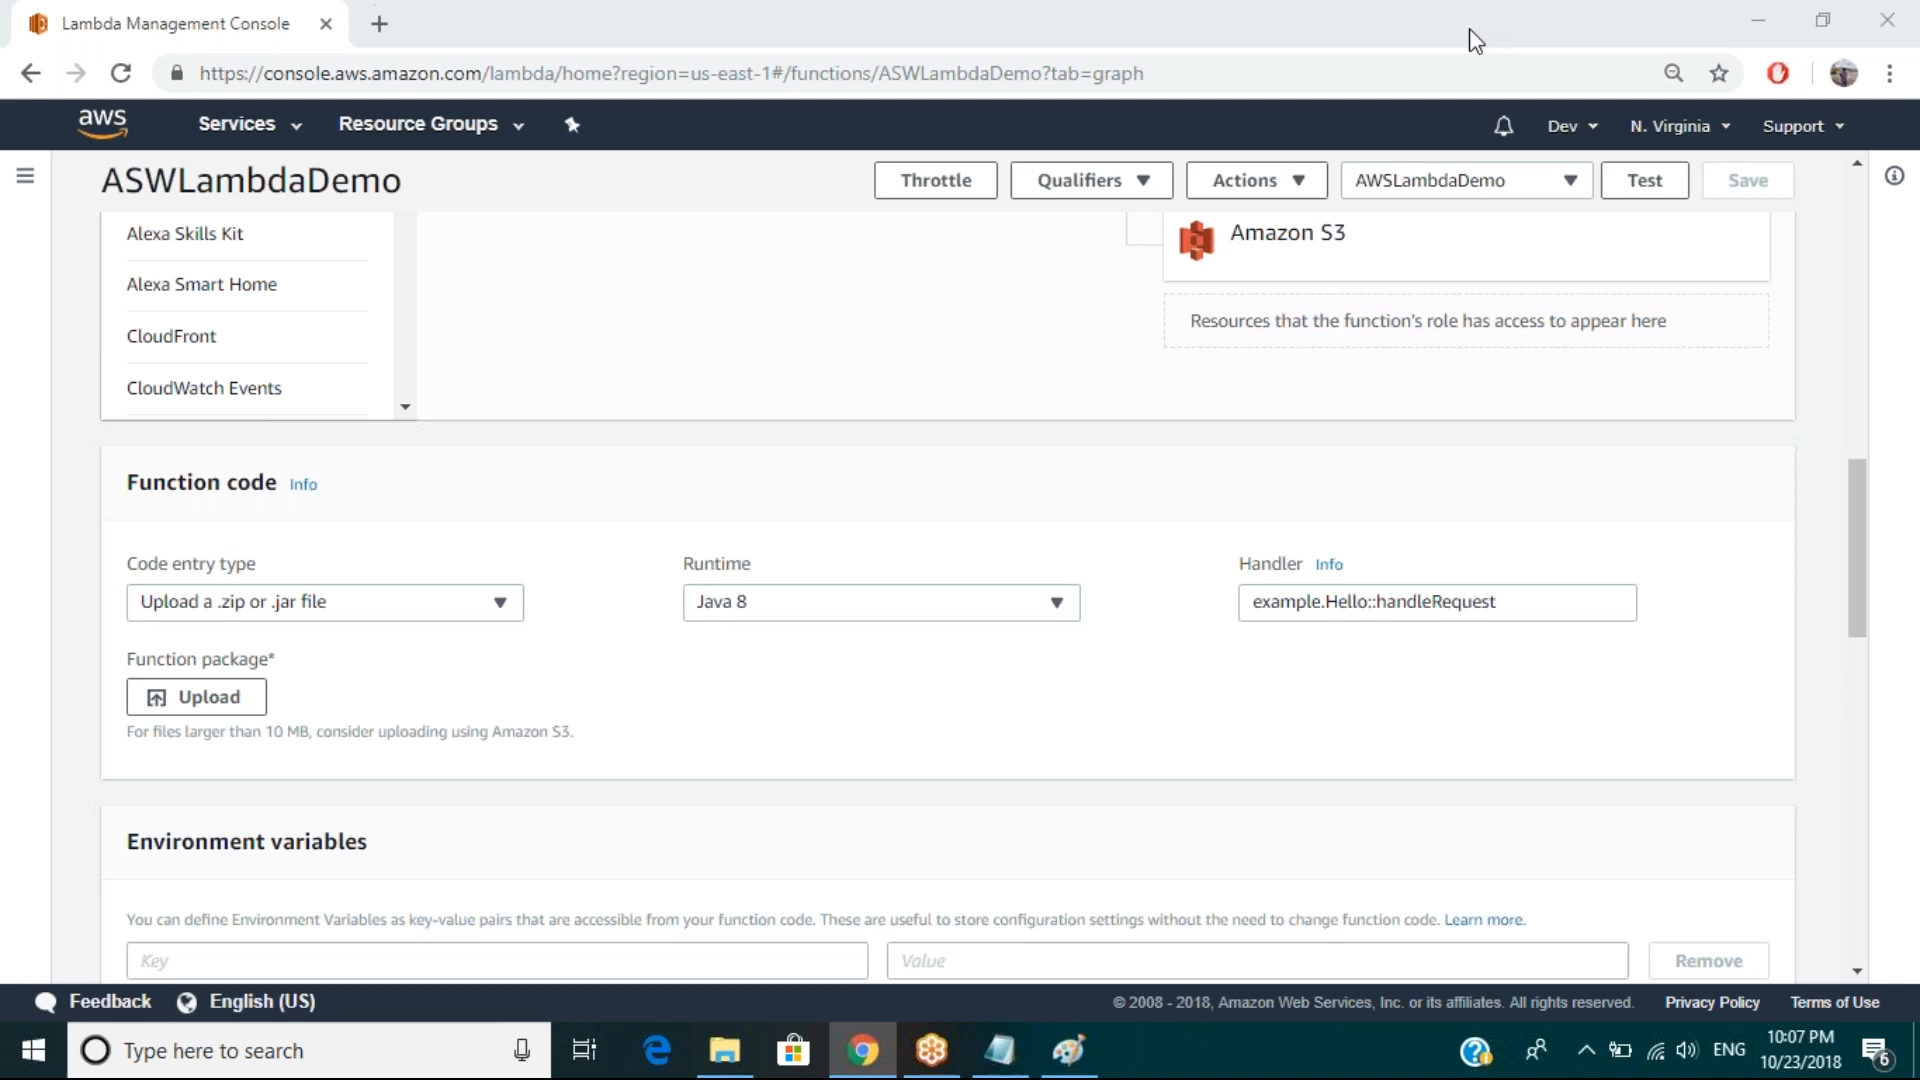 Lambda Management Console
https://console.aws.amazon.com/lambda/home?region=us-east-1#/functions/ASWLambdaDemo?tab=graph
aws
Services
Resource Groups
Dev
N. Virginia
Support
ASWLambdaDemo
Throttle
Qualifiers
Actions
AWSLambdaDemo
Test
Save
Alexa Skills Kit
Alexa Smart Home
CloudFront
CloudWatch Events
Amazon S3
Resources that the function's role has access to appear here
Function code Info
Code entry type
Upload a .zip or .jar file
Runtime
Java 8
Handler Info
example.Hello::handleRequest
Function package*
Upload
For files larger than 10 MB, consider uploading using Amazon S3.
Environment variables
You can define Environment Variables as key-value pairs that are accessible from your function code. These are useful to store configuration settings without the need to change function code. Learn more.
Key
Value
Remove
Feedback
English (US)
© 2008 - 2018, Amazon Web Services, Inc. or its affiliates. All rights reserved.
Privacy Policy
Terms of Use
Type here to search
ENG
10:07 PM
10/23/2018
6